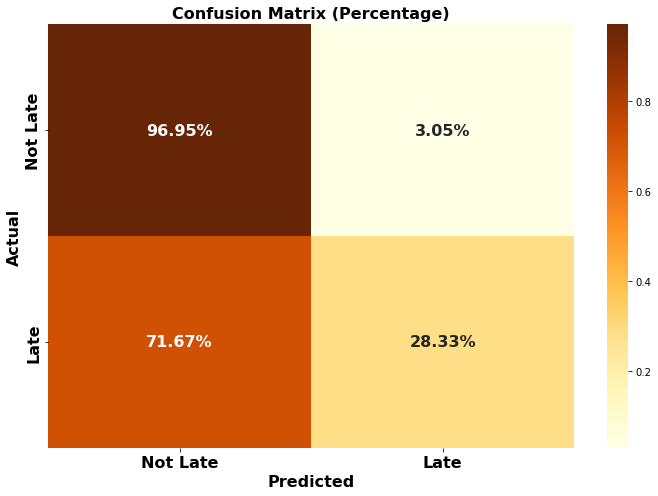 Confusion Matrix (Percentage)
Actual
Not Late
Late
96.95%
3.05%
71.67%
28.33%
Not Late
Late
Predicted
0.8
0.6
0.4
0.2